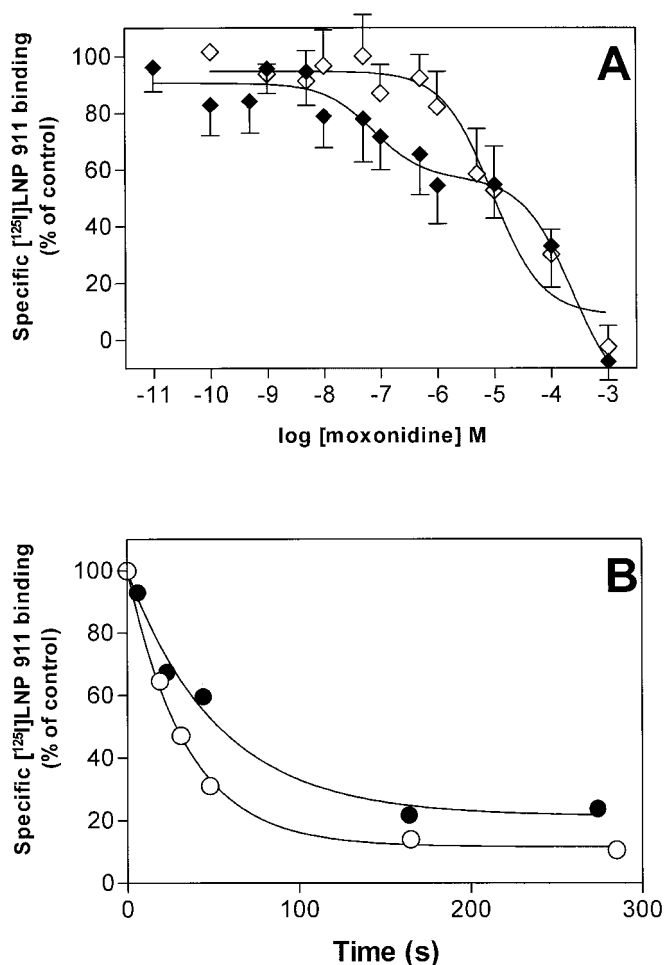 A
Specific [¹²⁵I]LNP 911 binding
(% of control)
100
80
60
40
20
0
-11 -10 -9 -8 -7 -6 -5 -4 -3
log [moxonidine] M
B
Specific [¹²⁵I]LNP 911 binding
(% of control)
100
80
60
40
20
0
0 100 200 300
Time (s)